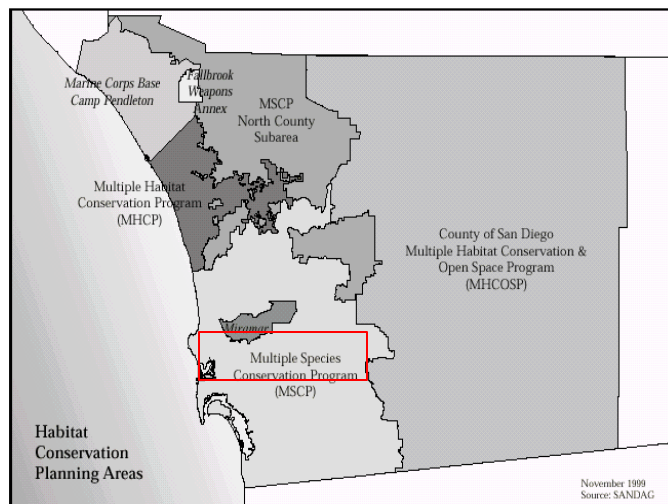 Marine Corps Base
Camp Pendleton
Fallbrook
Weapons
Annex
MSCP
North County
Subarea
Multiple Habitat
Conservation Program
(MHCP)
County of San Diego
Multiple Habitat Conservation &
Open Space Program
(MHCOSP)
Miramar
Multiple Species
Conservation Program
(MSCP)
Habitat
Conservation
Planning Areas
November 1999
Source: SANDAG